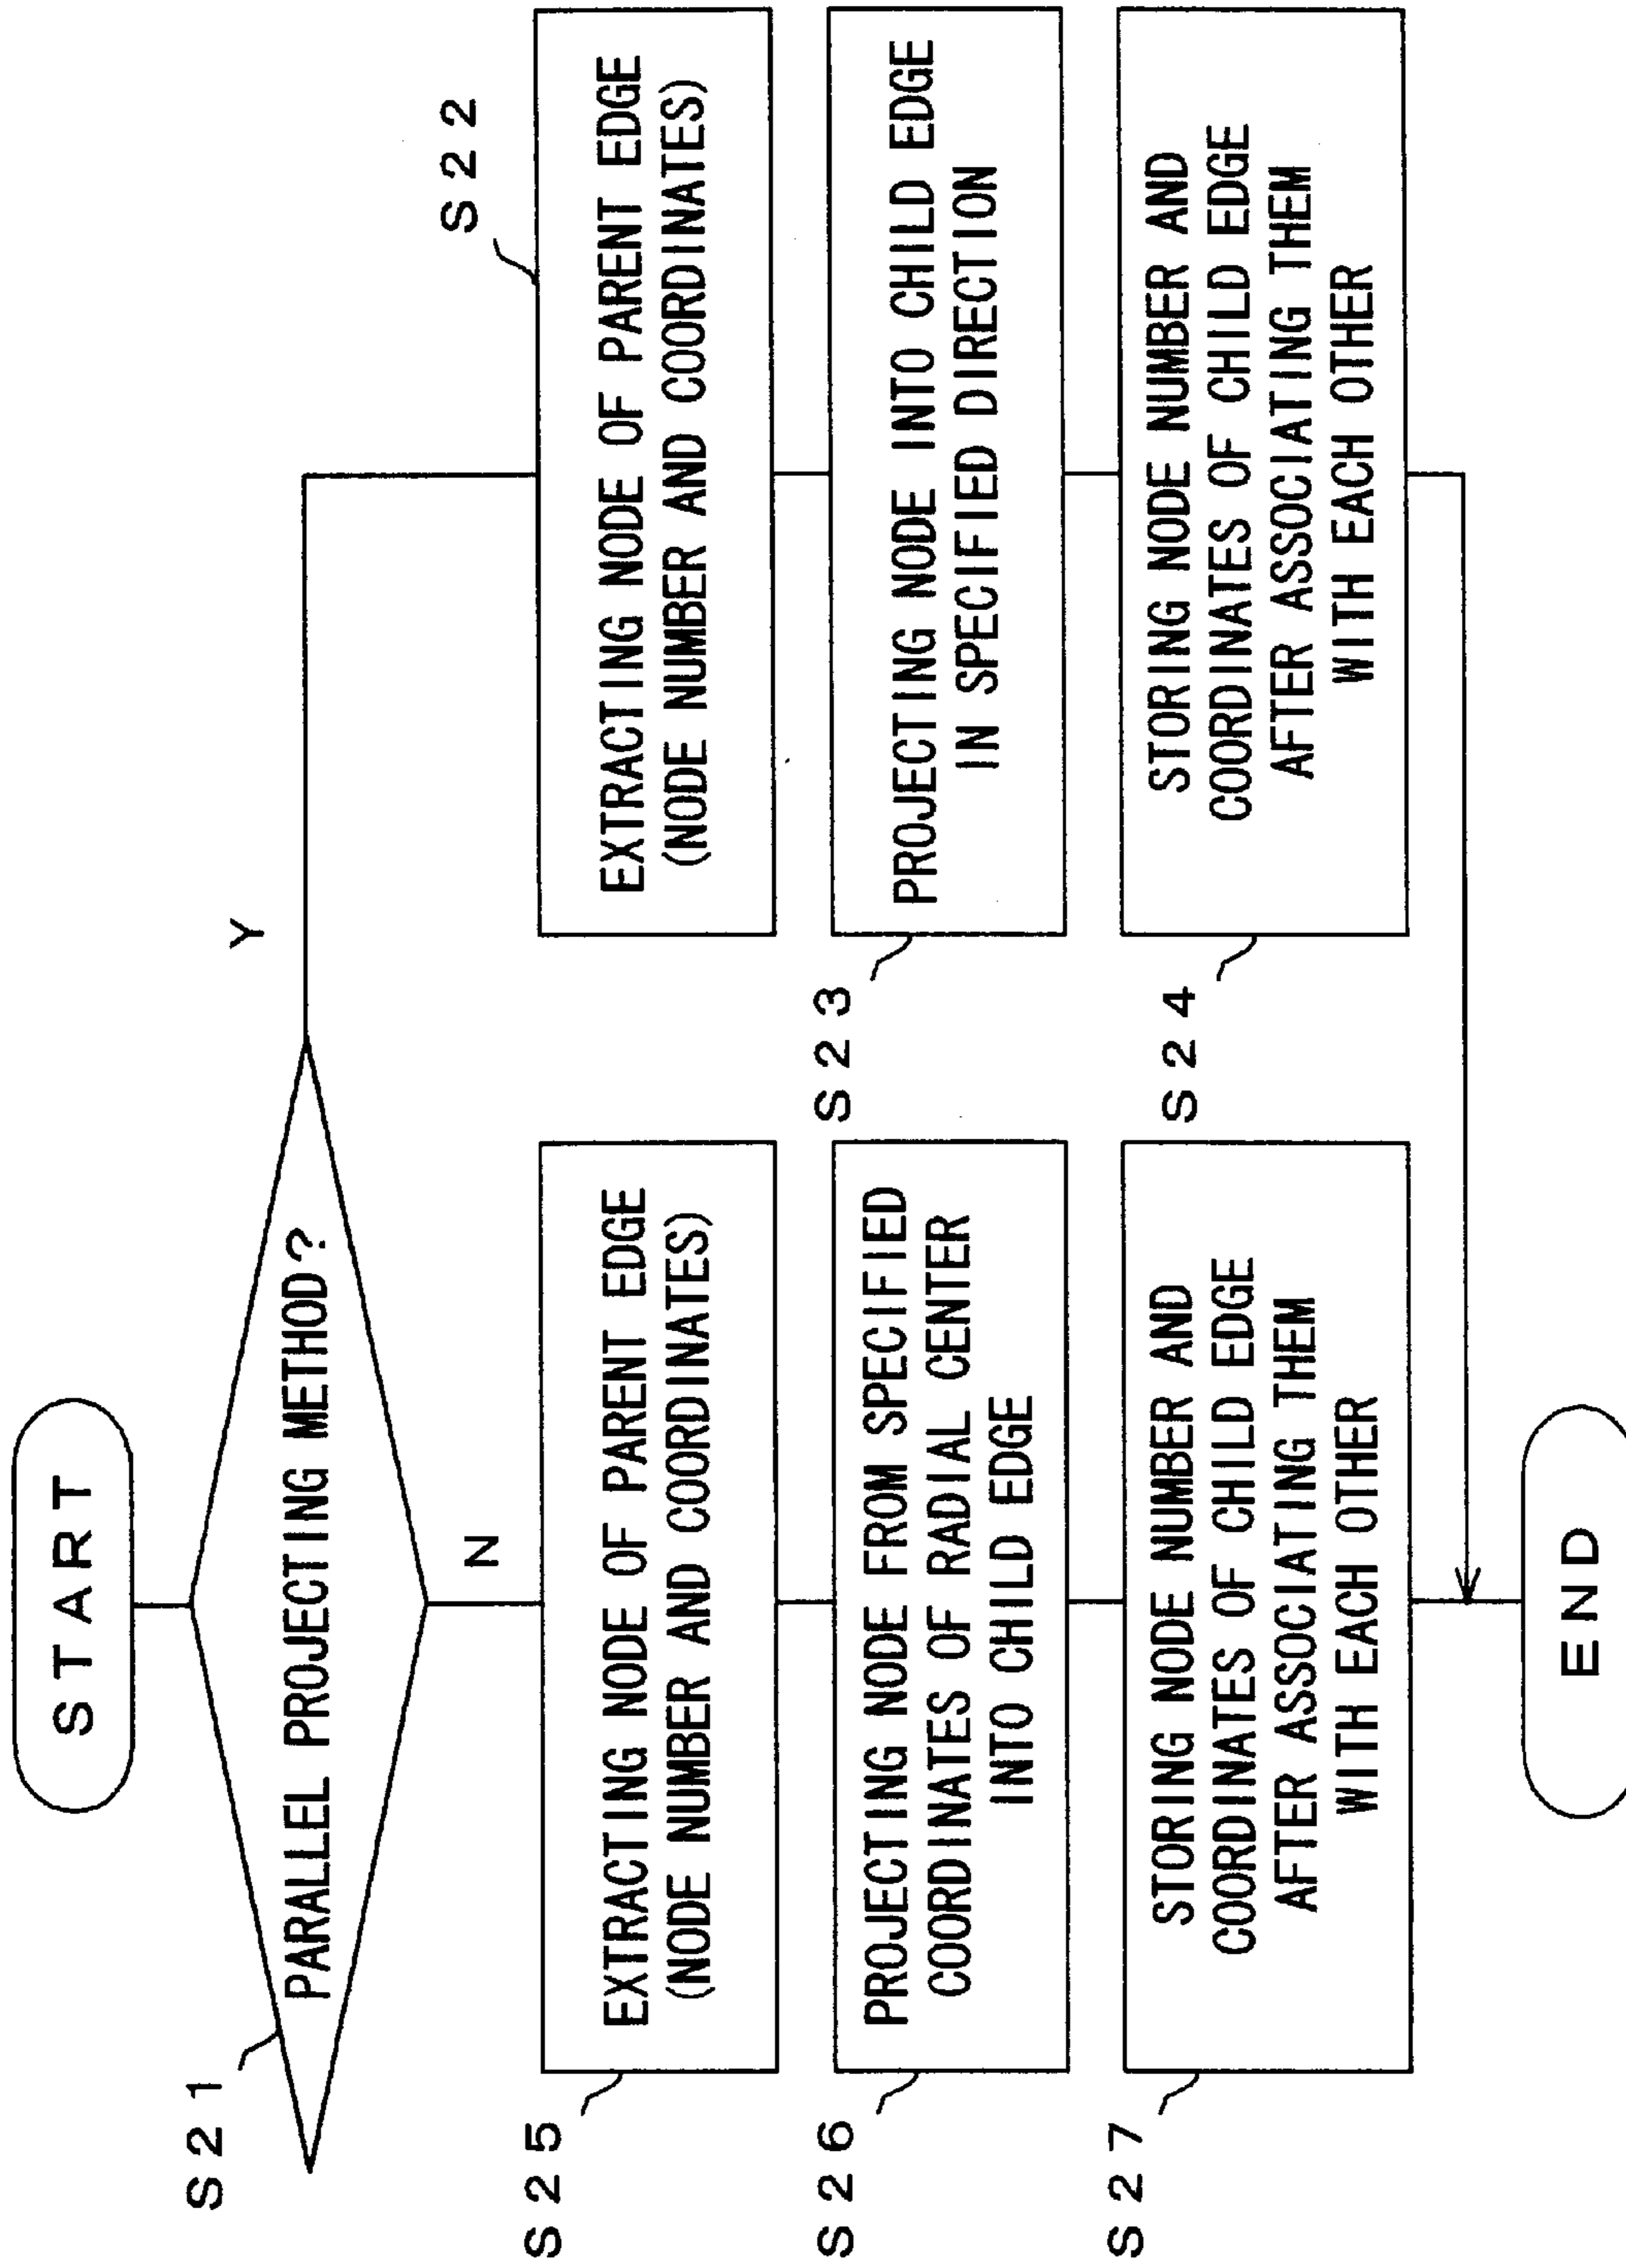 START
S21
PARALLEL PROJECTING METHOD?
Y
N
S22
EXTRACTING NODE OF PARENT EDGE
(NODE NUMBER AND COORDINATES)
S23
PROJECTING NODE INTO CHILD EDGE
IN SPECIFIED DIRECTION
S24
STORING NODE NUMBER AND
COORDINATES OF CHILD EDGE
AFTER ASSOCIATING THEM
WITH EACH OTHER
S25
EXTRACTING NODE OF PARENT EDGE
(NODE NUMBER AND COORDINATES)
S26
PROJECTING NODE FROM SPECIFIED
COORDINATES OF RADIAL CENTER
INTO CHILD EDGE
S27
STORING NODE NUMBER AND
COORDINATES OF CHILD EDGE
AFTER ASSOCIATING THEM
WITH EACH OTHER
END